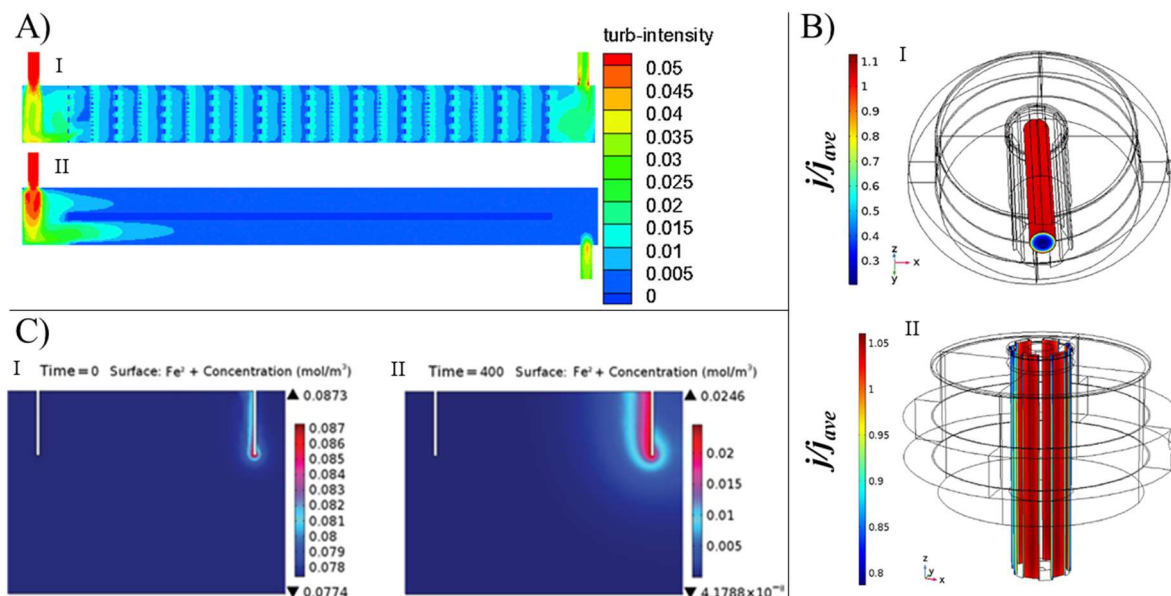 A)
I
turb-intensity
0.05
0.045
0.04
0.035
0.03
0.025
0.02
0.015
0.01
0.005
0
II
B)
I
j/j_ave
1.1
1
0.9
0.8
0.7
0.6
0.5
0.4
0.3
z
x
y
II
j/j_ave
1.05
1
0.95
0.9
0.85
0.8
z
y
x
C)
I Time=0 Surface: Fe² + Concentration (mol/m³)
▲ 0.0873
0.087
0.086
0.085
0.084
0.083
0.082
0.081
0.08
0.079
0.078
▼ 0.0774
II Time=400 Surface: Fe² + Concentration (mol/m³)
▲ 0.0246
0.02
0.015
0.01
0.005
▼ 4.1788×10⁻⁸